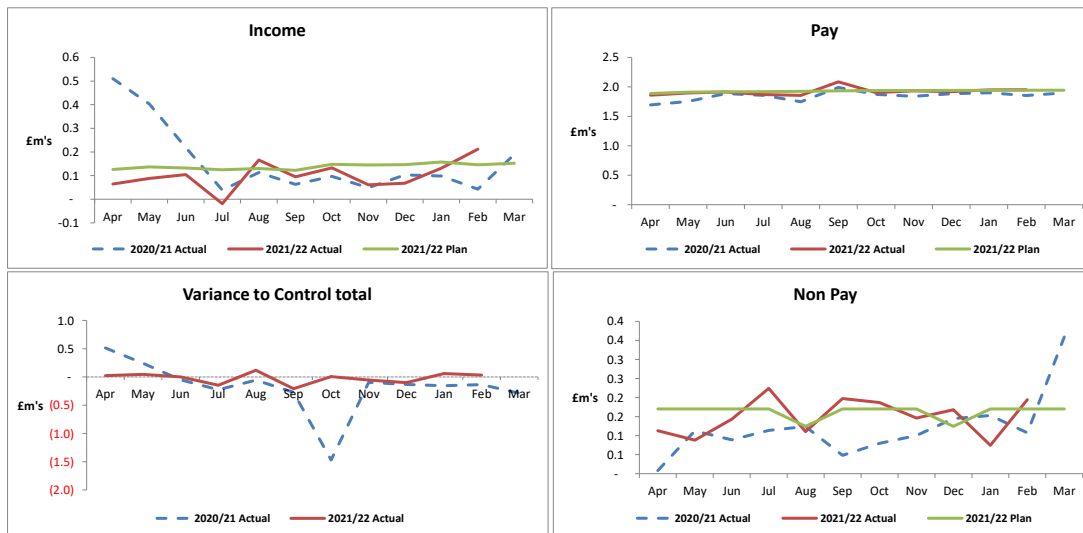 Income
0.6
0.5
0.4
0.3
£m's
0.2
0.1
-
-0.1
Apr May Jun Jul Aug Sep Oct Nov Dec Jan Feb Mar
2020/21 Actual 2021/22 Actual 2021/22 Plan
Pay
2.5
2.0
1.5
£m's
1.0
0.5
-
Apr May Jun Jul Aug Sep Oct Nov Dec Jan Feb Mar
2020/21 Actual 2021/22 Actual 2021/22 Plan
Variance to Control total
1.0
0.5
-
Apr May Jun Jul Aug Sep Oct Nov Dec Jan Feb Mar
£m's
(0.5)
(1.0)
(1.5)
(2.0)
2020/21 Actual 2021/22 Actual
Non Pay
0.4
0.4
0.3
0.3
£m's
0.2
0.2
0.1
0.1
-
Apr May Jun Jul Aug Sep Oct Nov Dec Jan Feb Mar
2020/21 Actual 2021/22 Actual 2021/22 Plan